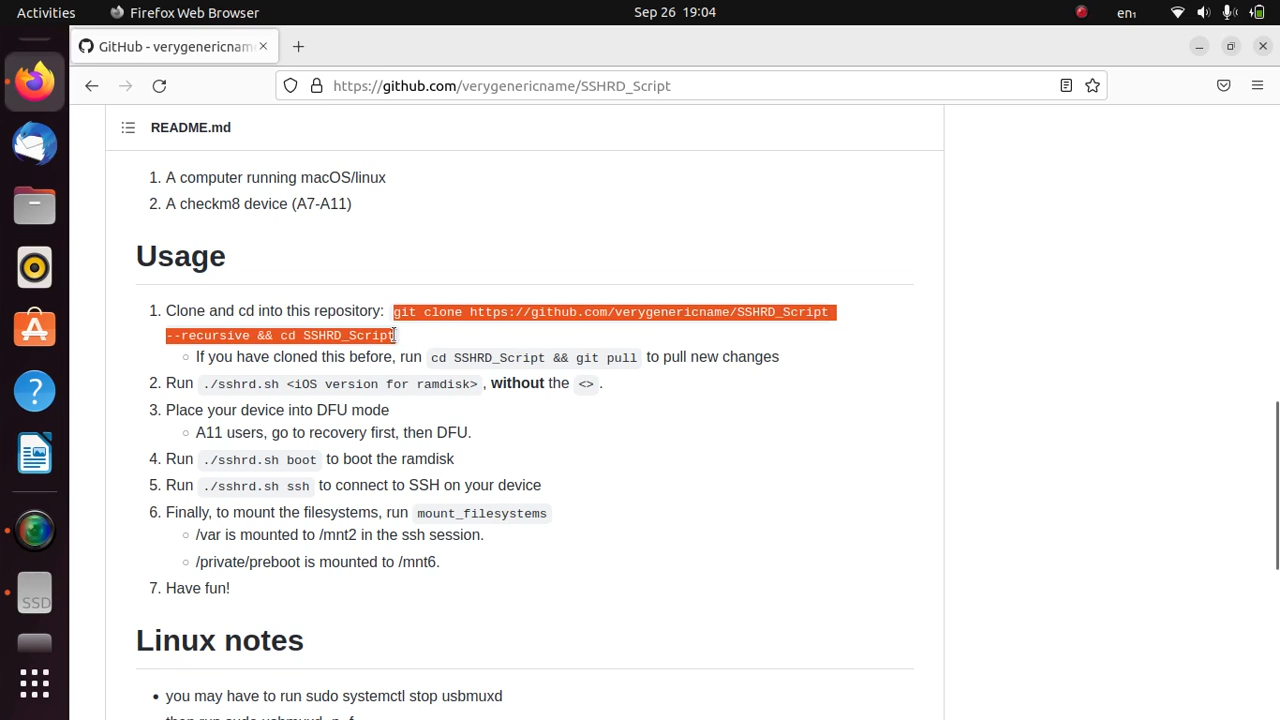 Activities Firefox Web Browser Sep 26 19:04 en₁
GitHub - verygenericnam
https://github.com/verygenericname/SSHRD_Script
README.md
1. A computer running macOS/linux
2. A checkm8 device (A7-A11)
Usage
1. Clone and cd into this repository: git clone https://github.com/verygenericname/SSHRD_Script
--recursive && cd SSHRD_Script
◦ If you have cloned this before, run cd SSHRD_Script && git pull to pull new changes
2. Run ./sshrd.sh <iOS version for ramdisk>, without the <>.
3. Place your device into DFU mode
◦ A11 users, go to recovery first, then DFU.
4. Run ./sshrd.sh boot to boot the ramdisk
5. Run ./sshrd.sh ssh to connect to SSH on your device
6. Finally, to mount the filesystems, run mount_filesystems
◦ /var is mounted to /mnt2 in the ssh session.
◦ /private/preboot is mounted to /mnt6.
7. Have fun!
SSD
Linux notes
• you may have to run sudo systemctl stop usbmuxd